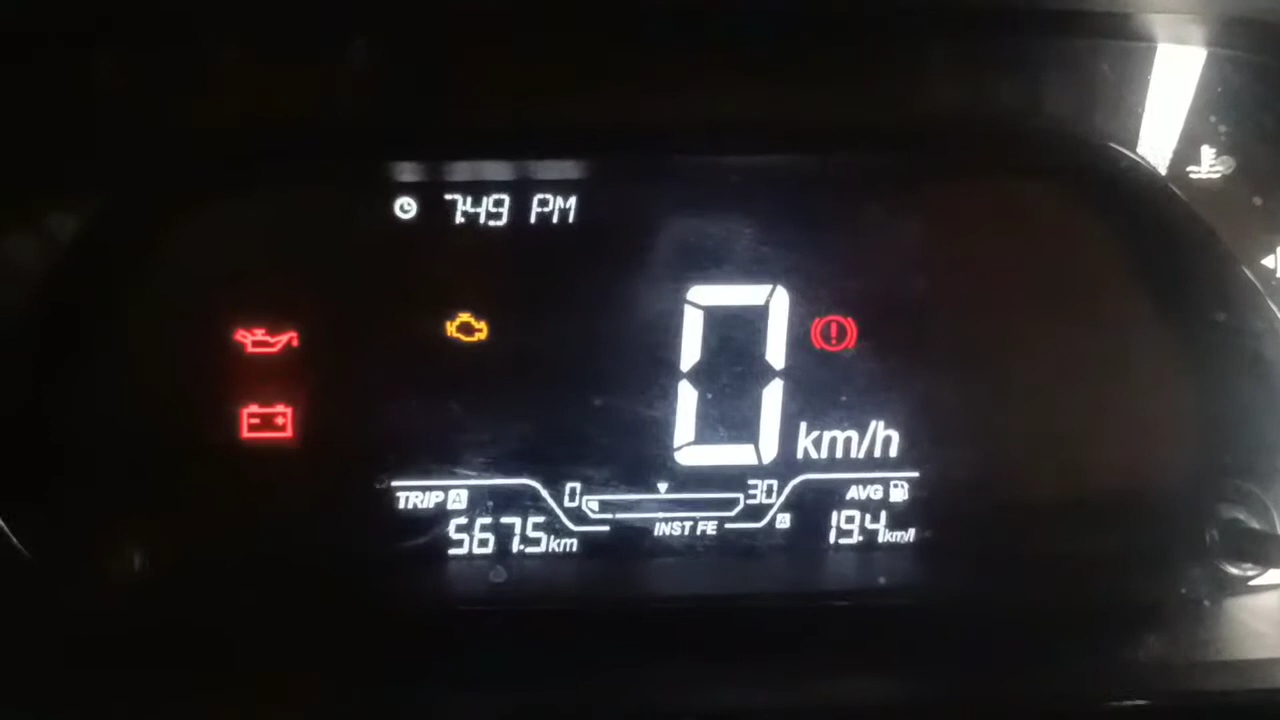 7:49 PM
0
km/h
TRIP A
567.5km
0
30
INST FE
AVG
A
19.4km/l